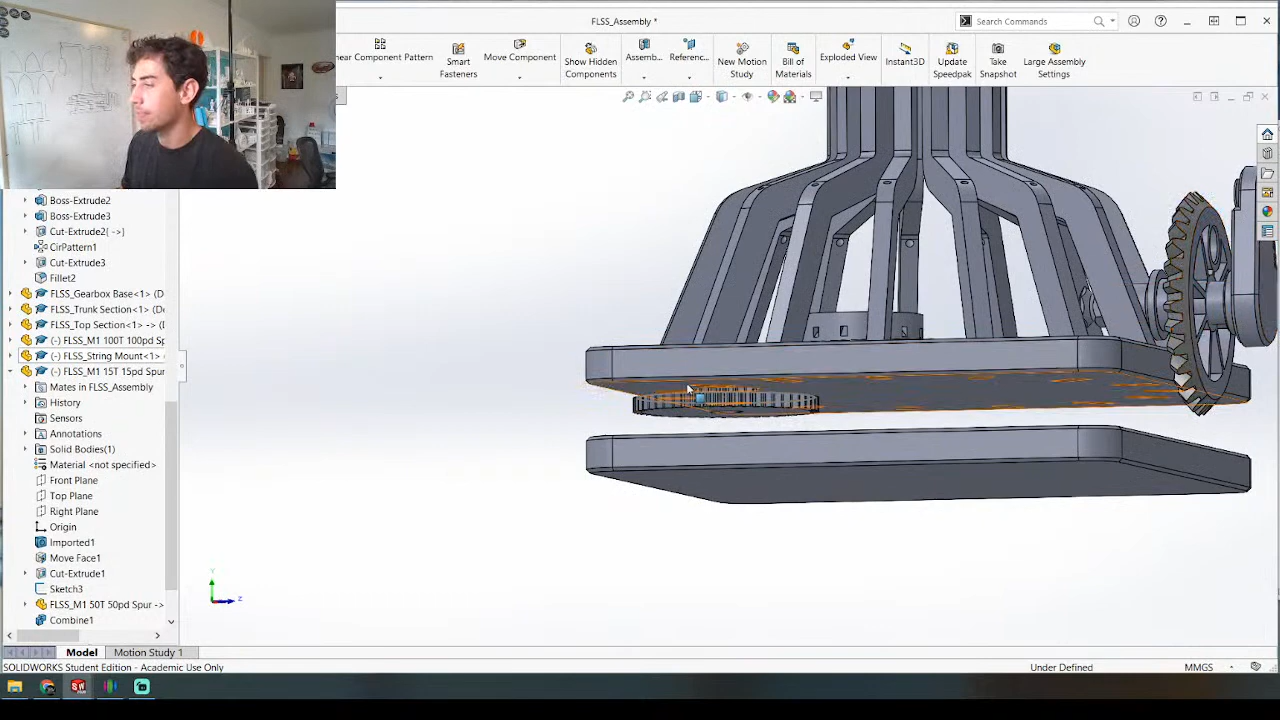 FLSS_Assembly *
Search Commands
near Component Pattern
Smart
Fasteners
Move Component
Show Hidden
Components
Assemb...
Referenc...
New Motion
Study
Bill of
Materials
Exploded View
Instant3D
Update
Speedpak
Take
Snapshot
Large Assembly
Settings
Boss-Extrude2
Boss-Extrude3
Cut-Extrude2{ ->}
CirPattern1
Cut-Extrude3
Fillet2
FLSS_Gearbox Base<1> (D
FLSS_Trunk Section<1> (De
FLSS_Top Section<1> -> (D
(-) FLSS_M1 100T 100pd Sp
(-) FLSS_String Mount<1> (
(-) FLSS_M1 15T 15pd Spur
Mates in FLSS_Assembly
History
Sensors
Annotations
Solid Bodies(1)
Material <not specified>
Front Plane
Top Plane
Right Plane
Origin
Imported1
Move Face1
Cut-Extrude1
Sketch3
FLSS_M1 50T 50pd Spur ->
Combine1
Y
Z
Model
Motion Study 1
SOLIDWORKS Student Edition - Academic Use Only
Under Defined
MMGS
SW